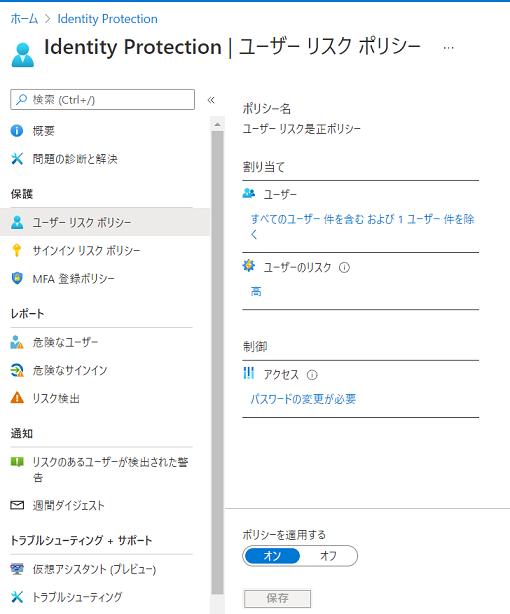 ホーム > Identity Protection
Identity Protection | ユーザー リスク ポリシー ...
検索 (Ctrl+/)
«
概要
問題の診断と解決
保護
ユーザー リスク ポリシー
サインイン リスク ポリシー
MFA 登録ポリシー
レポート
危険なユーザー
危険なサインイン
リスク検出
通知
リスクのあるユーザーが検出された警
告
週間ダイジェスト
トラブルシューティング + サポート
仮想アシスタント (プレビュー)
トラブルシューティング
ポリシー名
ユーザー リスク是正ポリシー
割り当て
ユーザー
すべてのユーザー 件を含む および 1 ユーザー 件を除
く
ユーザーのリスク
高
制御
アクセス
パスワードの変更が必要
ポリシーを適用する
オン オフ
保存